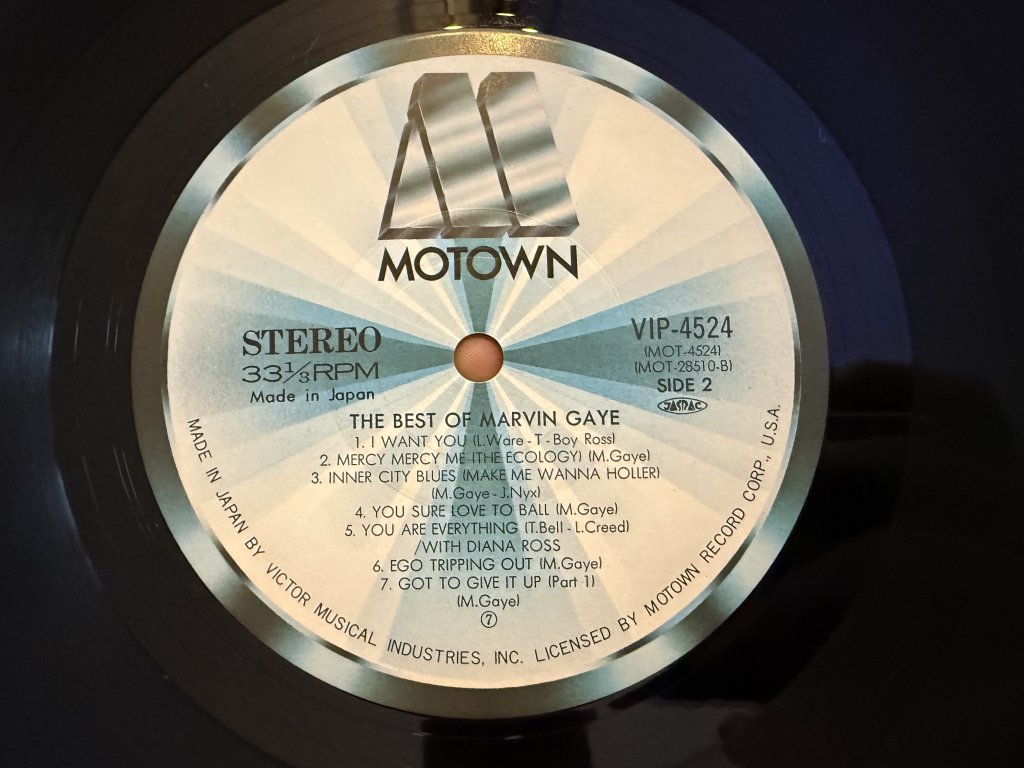 MOTOWN
STEREO
33⅓RPM
Made in Japan
VIP-4524
(MOT-4524)
(MOT-28510-B)
SIDE 2
JASRAC
THE BEST OF MARVIN GAYE
1. I WANT YOU (L.Ware - T - Boy Ross)
2. MERCY MERCY ME (THE ECOLOGY) (M.Gaye)
3. INNER CITY BLUES (MAKE ME WANNA HOLLER)
(M.Gaye - J.Nyx)
4. YOU SURE LOVE TO BALL (M.Gaye)
5. YOU ARE EVERYTHING (T.Bell - L.Creed)
/WITH DIANA ROSS
6. EGO TRIPPING OUT (M.Gaye)
7. GOT TO GIVE IT UP (Part 1)
(M.Gaye)
⑦
MADE IN JAPAN BY VICTOR MUSICAL INDUSTRIES, INC. LICENSED BY MOTOWN RECORD CORP., U.S.A.